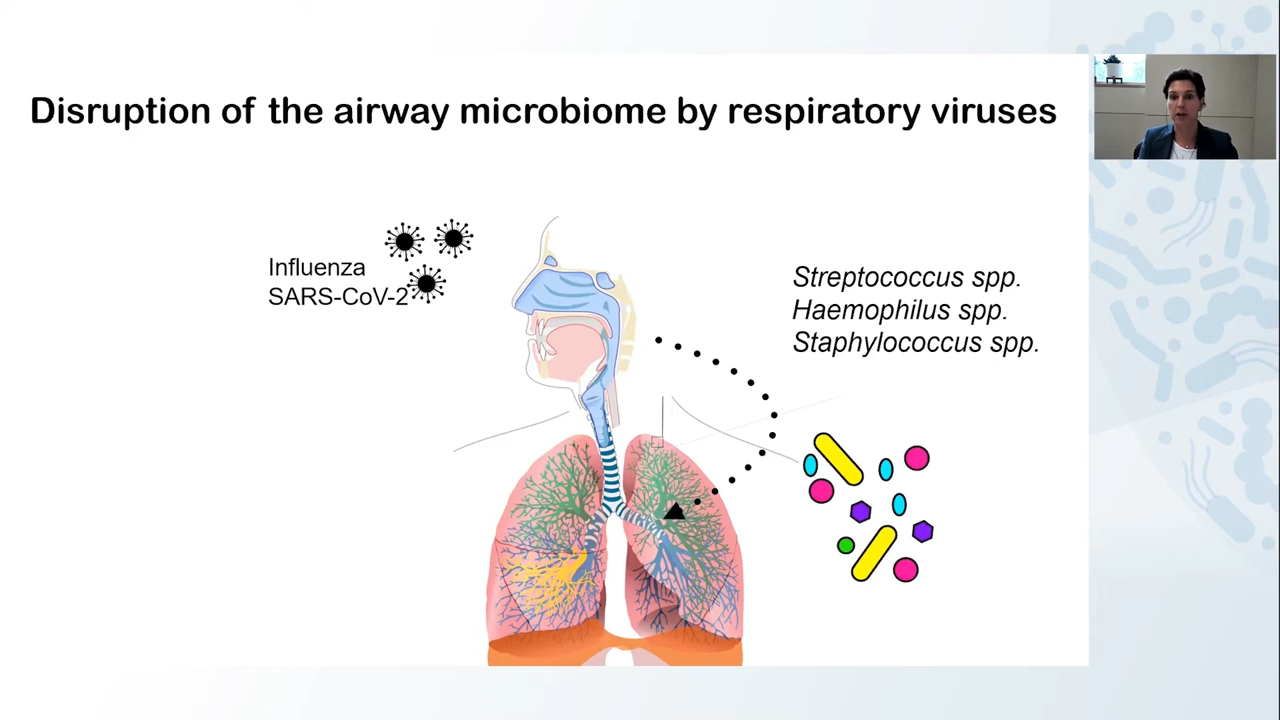 Disruption of the airway microbiome by respiratory viruses
Influenza
SARS-CoV-2
Streptococcus spp.
Haemophilus spp.
Staphylococcus spp.